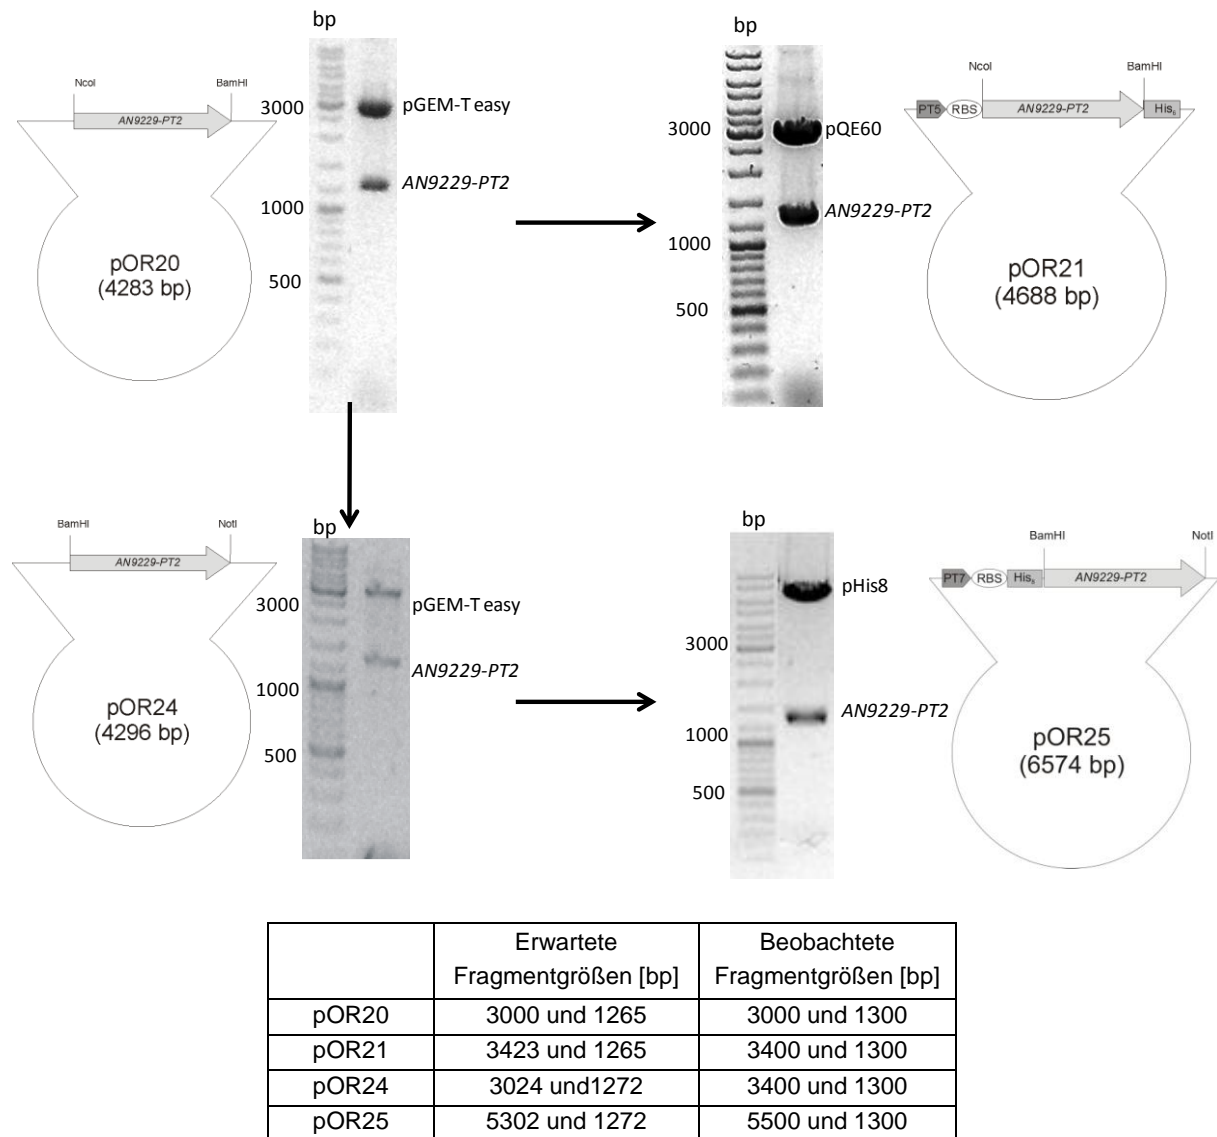 bp
NcoI
BamHI
AN9229-PT2
3000
pGEM-T easy
AN9229-PT2
1000
500
pOR20
(4283 bp)
bp
3000
pQE60
AN9229-PT2
1000
500
NcoI
BamHI
PT5
RBS
AN9229-PT2
His6
pOR21
(4688 bp)
BamHI
NotI
AN9229-PT2
bp
3000
pGEM-T easy
AN9229-PT2
1000
500
pOR24
(4296 bp)
bp
pHis8
3000
AN9229-PT2
1000
500
BamHI
NotI
PT7
RBS
His8
AN9229-PT2
pOR25
(6574 bp)
Erwartete Fragmentgrößen [bp]
Beobachtete Fragmentgrößen [bp]
pOR20 3000 und 1265 3000 und 1300
pOR21 3423 und 1265 3400 und 1300
pOR24 3024 und1272 3400 und 1300
pOR25 5302 und 1272 5500 und 1300